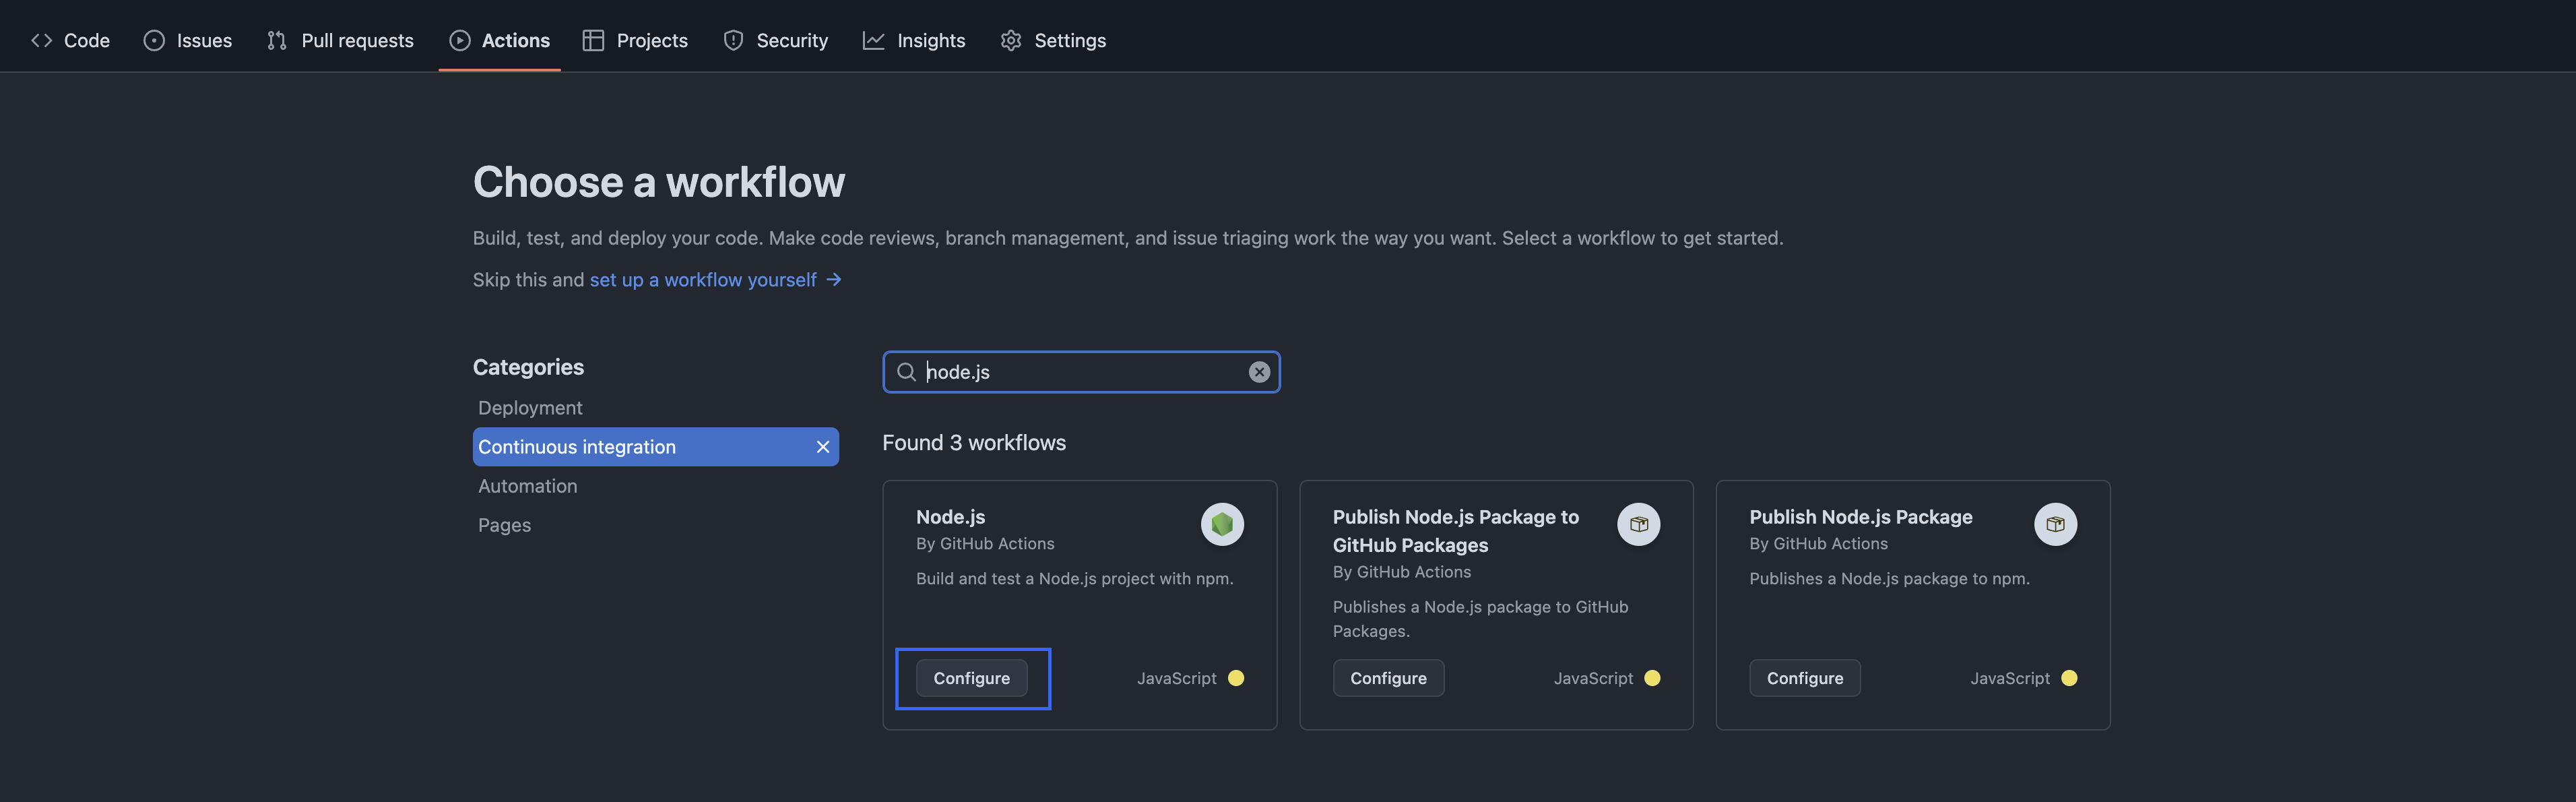 Code Issues Pull requests Actions Projects Security Insights Settings
Choose a workflow
Build, test, and deploy your code. Make code reviews, branch management, and issue triaging work the way you want. Select a workflow to get started.
Skip this and set up a workflow yourself →
Categories
Deployment
Continuous integration
Automation
Pages
node.js
Found 3 workflows
Node.js
By GitHub Actions
Build and test a Node.js project with npm.
Configure
JavaScript
Publish Node.js Package to
GitHub Packages
By GitHub Actions
Publishes a Node.js package to GitHub
Packages.
Configure
JavaScript
Publish Node.js Package
By GitHub Actions
Publishes a Node.js package to npm.
Configure
JavaScript